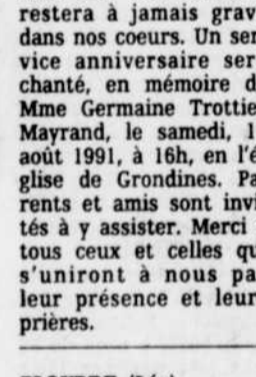 restera à jamais grav
dans nos coeurs. Un ser
vice anniversaire ser
chanté, en mémoire d
Mme Germaine Trottie
Mayrand, le samedi, 1
août 1991, à 16h, en l'é
glise de Grondines. Pa
rents et amis sont invi
tés à y assister. Merci
tous ceux et celles qu
s'uniront à nous pa
leur présence et leur
prières.